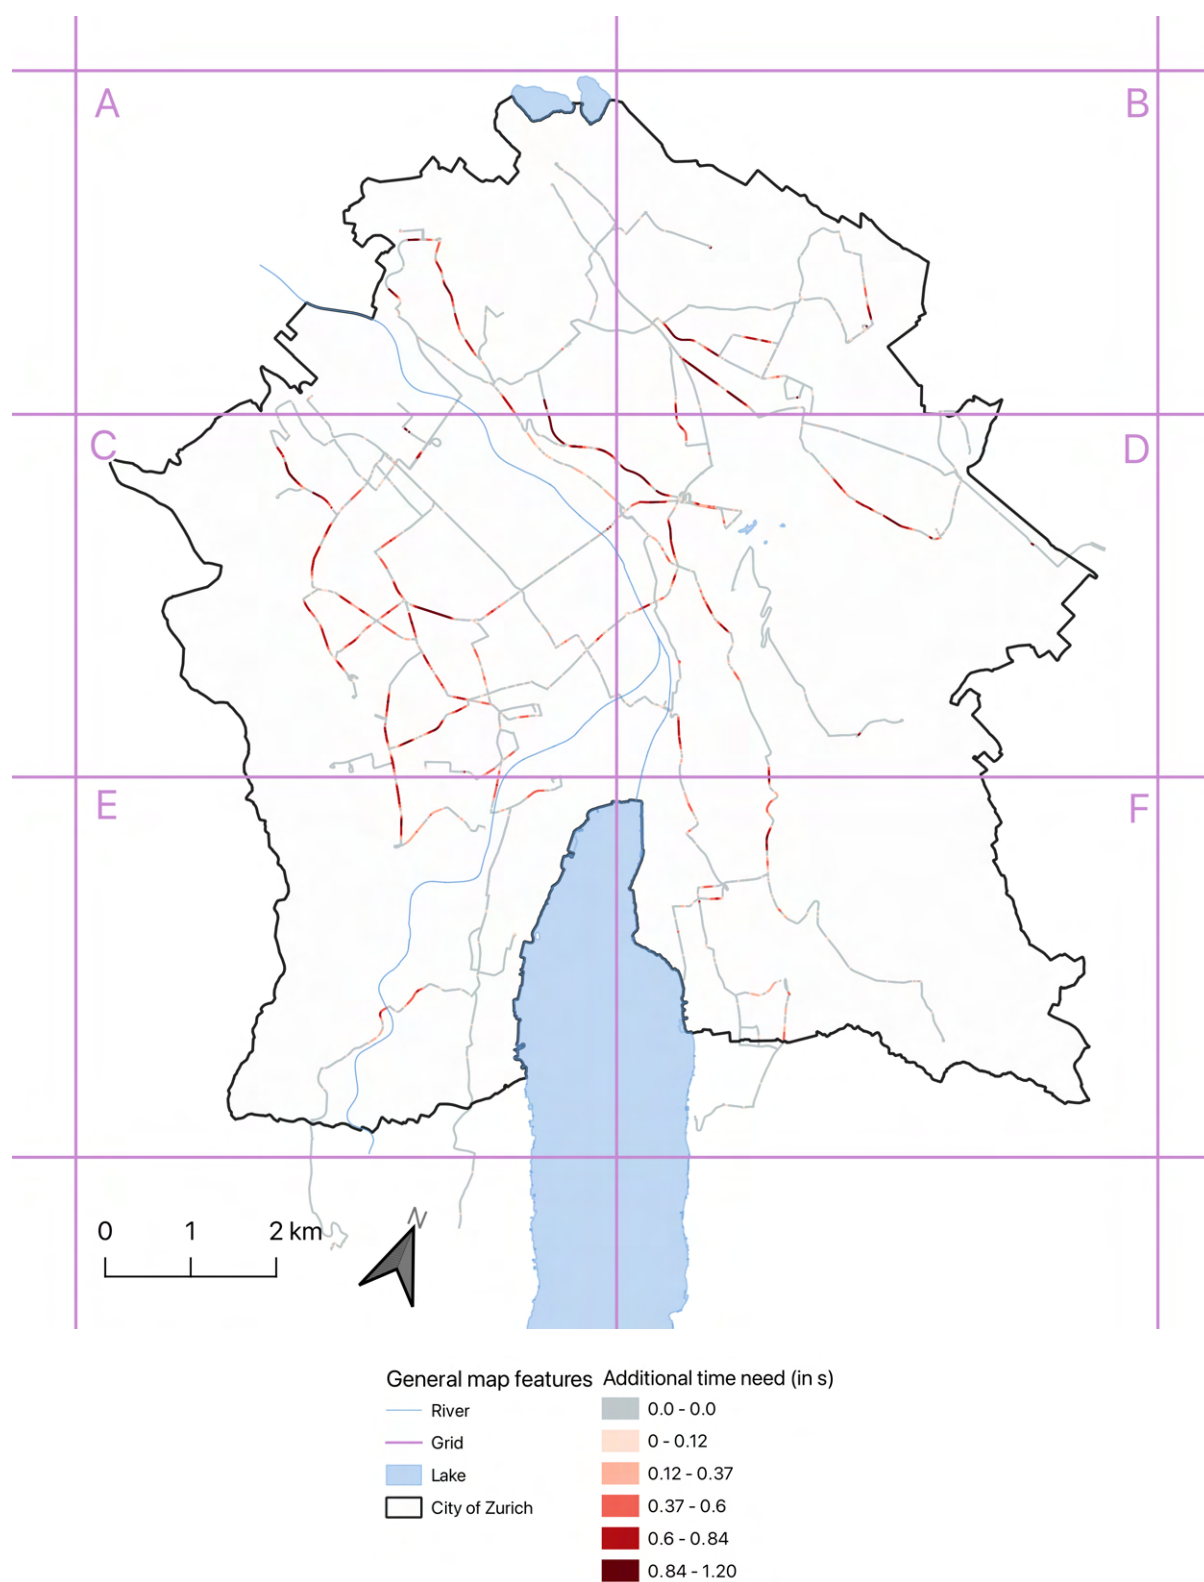 A
B
C
D
E
F
0 1 2 km
N
General map features
River
Grid
Lake
City of Zurich
Additional time need (in s)
0.0 - 0.0
0 - 0.12
0.12 - 0.37
0.37 - 0.6
0.6 - 0.84
0.84 - 1.20